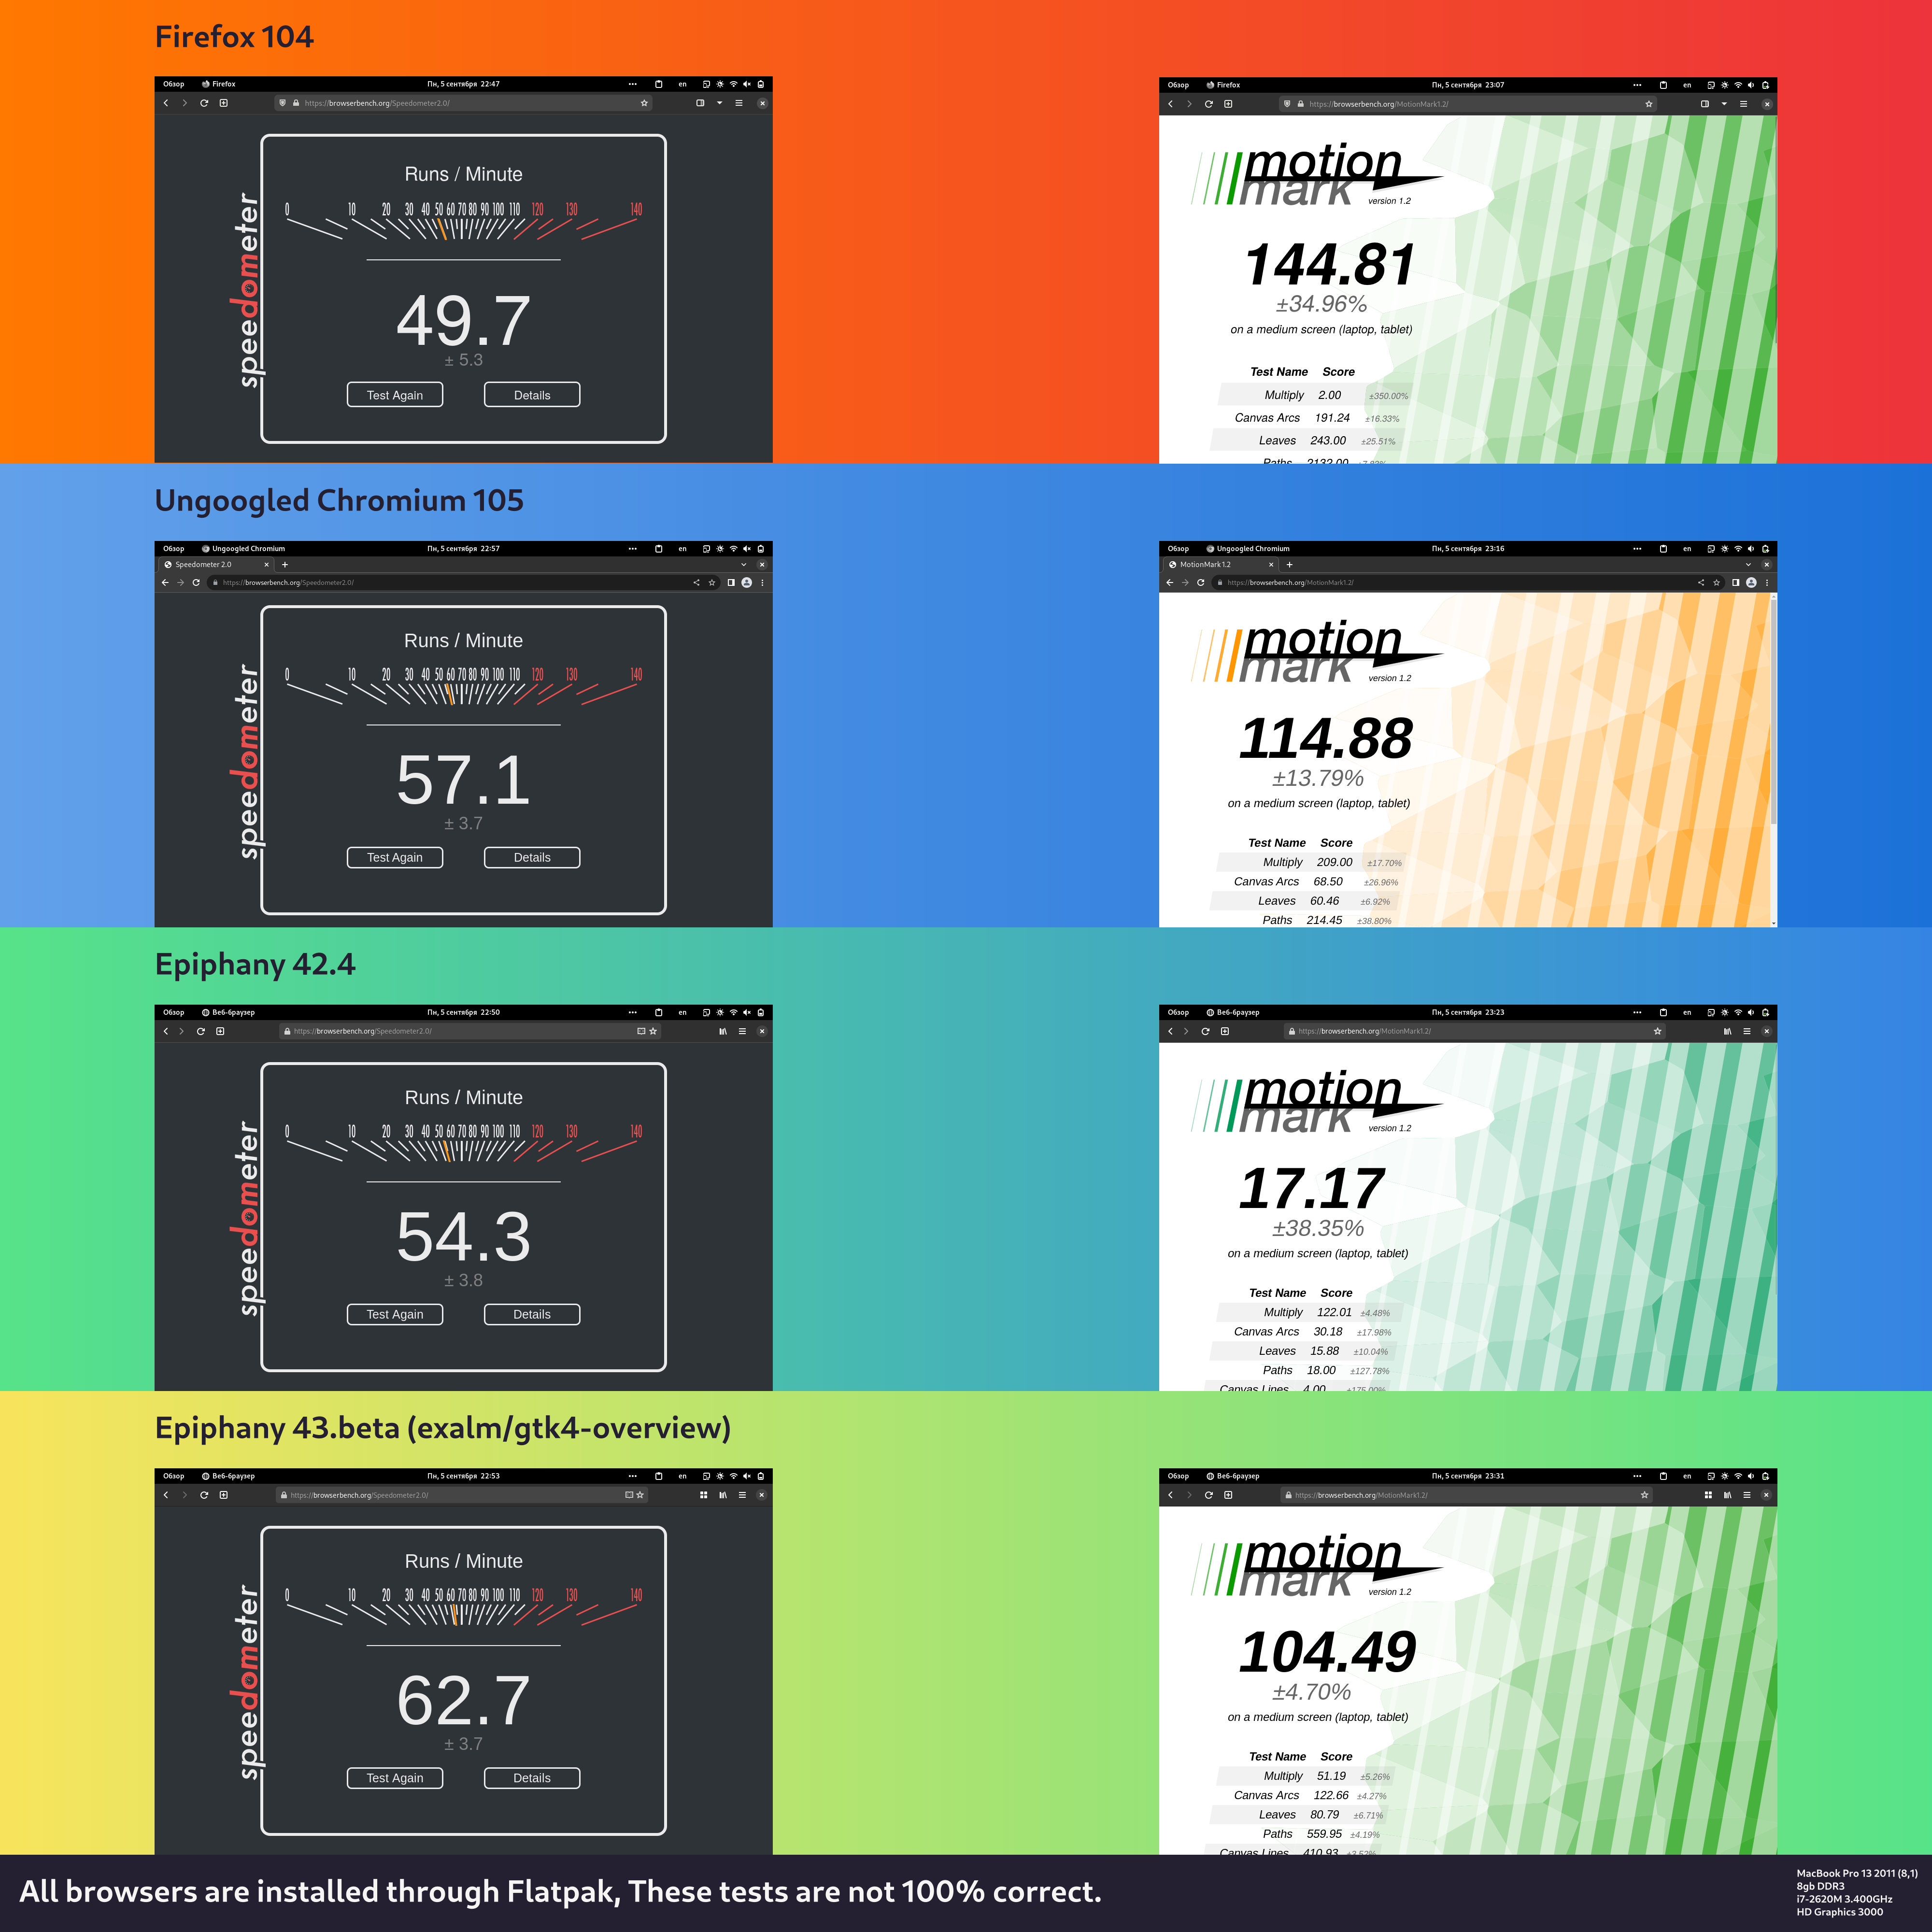 Firefox 104
Обзор Firefox Пн, 5 сентября 22:47 en
https://browserbench.org/Speedometer2.0/
speedometer
Runs / Minute
0 10 20 30 40 50 60 70 80 90 100 110 120 130 140
49.7
± 5.3
Test Again Details
Обзор Firefox Пн, 5 сентября 23:07 en
https://browserbench.org/MotionMark1.2/
motion
mark
version 1.2
144.81
±34.96%
on a medium screen (laptop, tablet)
Test Name Score
Multiply 2.00 ±350.00%
Canvas Arcs 191.24 ±16.33%
Leaves 243.00 ±25.51%
Paths 2132.00
Ungoogled Chromium 105
Обзор Ungoogled Chromium Пн, 5 сентября 22:57 en
Speedometer 2.0
https://browserbench.org/Speedometer2.0/
speedometer
Runs / Minute
0 10 20 30 40 50 60 70 80 90 100 110 120 130 140
57.1
± 3.7
Test Again Details
Обзор Ungoogled Chromium Пн, 5 сентября 23:16 en
MotionMark 1.2
https://browserbench.org/MotionMark1.2/
motion
mark
version 1.2
114.88
±13.79%
on a medium screen (laptop, tablet)
Test Name Score
Multiply 209.00 ±17.70%
Canvas Arcs 68.50 ±26.96%
Leaves 60.46 ±6.92%
Paths 214.45 ±38.80%
Epiphany 42.4
Обзор Веб-браузер Пн, 5 сентября 22:50 en
https://browserbench.org/Speedometer2.0/
speedometer
Runs / Minute
0 10 20 30 40 50 60 70 80 90 100 110 120 130 140
54.3
± 3.8
Test Again Details
Обзор Веб-браузер Пн, 5 сентября 23:23 en
https://browserbench.org/MotionMark1.2/
motion
mark
version 1.2
17.17
±38.35%
on a medium screen (laptop, tablet)
Test Name Score
Multiply 122.01 ±4.48%
Canvas Arcs 30.18 ±17.98%
Leaves 15.88 ±10.04%
Paths 18.00 ±127.78%
Canvas Lines 4.00 ±175.00%
Epiphany 43.beta (exalm/gtk4-overview)
Обзор Веб-браузер Пн, 5 сентября 22:53 en
https://browserbench.org/Speedometer2.0/
speedometer
Runs / Minute
0 10 20 30 40 50 60 70 80 90 100 110 120 130 140
62.7
± 3.7
Test Again Details
Обзор Веб-браузер Пн, 5 сентября 23:31 en
https://browserbench.org/MotionMark1.2/
motion
mark
version 1.2
104.49
±4.70%
on a medium screen (laptop, tablet)
Test Name Score
Multiply 51.19 ±5.26%
Canvas Arcs 122.66 ±4.27%
Leaves 80.79 ±6.71%
Paths 559.95 ±4.19%
Canvas Lines 410.93
All browsers are installed through Flatpak, These tests are not 100% correct.
MacBook Pro 13 2011 (8,1)
8gb DDR3
i7-2620M 3.400GHz
HD Graphics 3000